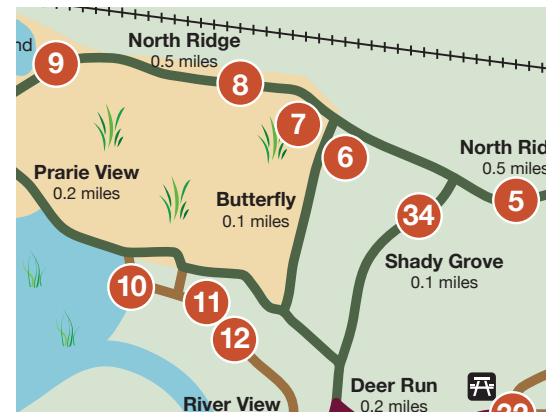 nd
9
North Ridge
0.5 miles
8
7
6
North Rid
0.5 miles
5
Prarie View
0.2 miles
Butterfly
0.1 miles
34
Shady Grove
0.1 miles
10
11
12
River View
Deer Run
0.2 miles